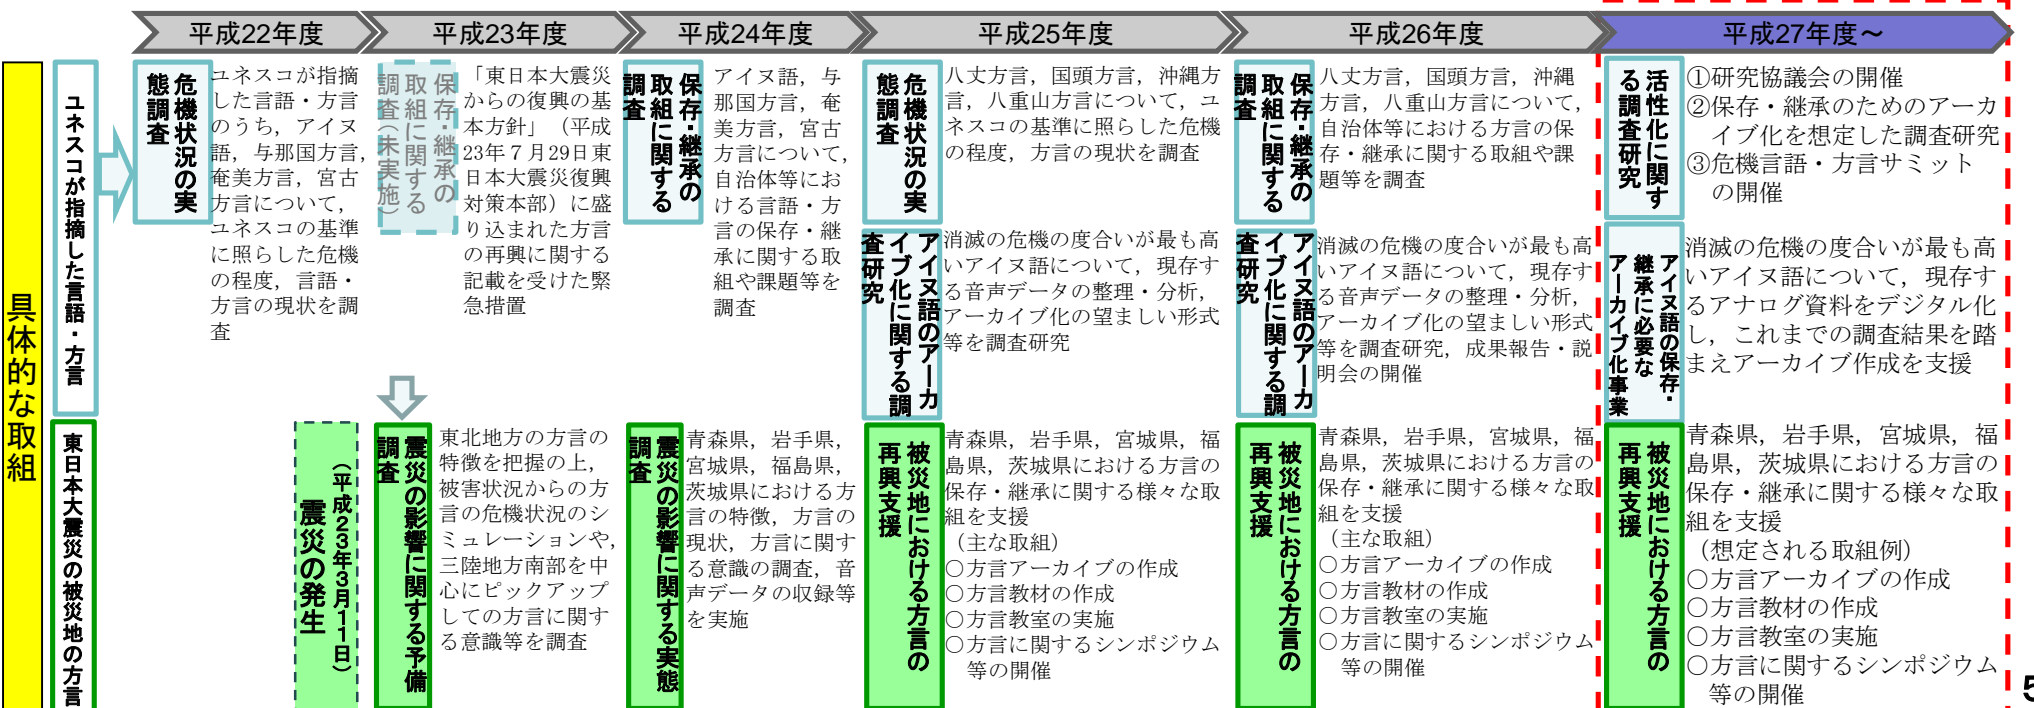 平成22年度
平成23年度
平成24年度
平成25年度
平成26年度
平成27年度～
具体的な取組
ユネスコが指摘した言語・方言
危機状況の実
態調査
ユネスコが指摘
した言語・方言
のうち，アイヌ
語，与那国方言，
奄美方言，宮古
方言について，
ユネスコの基準
に照らした危機
の程度，言語・
方言の現状を調
査
保存・継承の
取組に関する
調査（未実施）
「東日本大震災
からの復興の基
本方針」（平成
23年７月29日東
日本大震災復興
対策本部）に盛
り込まれた方言
の再興に関する
記載を受けた緊
急措置
保存・継承の
取組に関する
調査
アイヌ語，与
那国方言，奄
美方言，宮古
方言について，
自治体等にお
ける言語・方
言の保存・継
承に関する取
組や課題等を
調査
危機状況の実
態調査
八丈方言，国頭方言，沖縄方
言，八重山方言について，ユ
ネスコの基準に照らした危機
の程度，方言の現状を調査
アイヌ語のアーカ
イブ化に関する調
査研究
消滅の危機の度合いが最も高
いアイヌ語について，現存す
る音声データの整理・分析，
アーカイブ化の望ましい形式
等を調査研究
保存・継承の
取組に関する
調査
八丈方言，国頭方言，沖縄
方言，八重山方言について，
自治体等における方言の保
存・継承に関する取組や課
題等を調査
アイヌ語のアーカ
イブ化に関する調
査研究
消滅の危機の度合いが最も高
いアイヌ語について，現存す
る音声データの整理・分析，
アーカイブ化の望ましい形式
等を調査研究，成果報告・説
明会の開催
活性化に関す
る調査研究
①研究協議会の開催
②保存・継承のためのアーカ
イブ化を想定した調査研究
③危機言語・方言サミット
の開催
アイヌ語の保存・
継承に必要な
アーカイブ化事業
消滅の危機の度合いが最も高
いアイヌ語について，現存す
るアナログ資料をデジタル化
し，これまでの調査結果を踏
まえアーカイブ作成を支援
東日本大震災の被災地の方言
（平成２３年３月１１日）
震災の発生
震災の影響に関する予備
調査
東北地方の方言の
特徴を把握の上，
被害状況からの方
言の危機状況のシ
ミュレーションや，
三陸地方南部を中
心にピックアップ
しての方言に関す
る意識等を調査
震災の影響に関する実態
調査
青森県，岩手県，
宮城県，福島県，
茨城県における方
言の特徴，方言の
現状，方言に関す
る意識の調査，音
声データの収録等
を実施
被災地における方言の
再興支援
青森県，岩手県，宮城県，福
島県，茨城県における方言の
保存・継承に関する様々な取
組を支援
（主な取組）
○方言アーカイブの作成
○方言教材の作成
○方言教室の実施
○方言に関するシンポジウム
等の開催
被災地における方言の
再興支援
青森県，岩手県，宮城県，福
島県，茨城県における方言の
保存・継承に関する様々な取
組を支援
（主な取組）
○方言アーカイブの作成
○方言教材の作成
○方言教室の実施
○方言に関するシンポジウム
等の開催
被災地における方言の
再興支援
青森県，岩手県，宮城県，福
島県，茨城県における方言の
保存・継承に関する様々な取
組を支援
（想定される取組例）
○方言アーカイブの作成
○方言教材の作成
○方言教室の実施
○方言に関するシンポジウム
等の開催
5